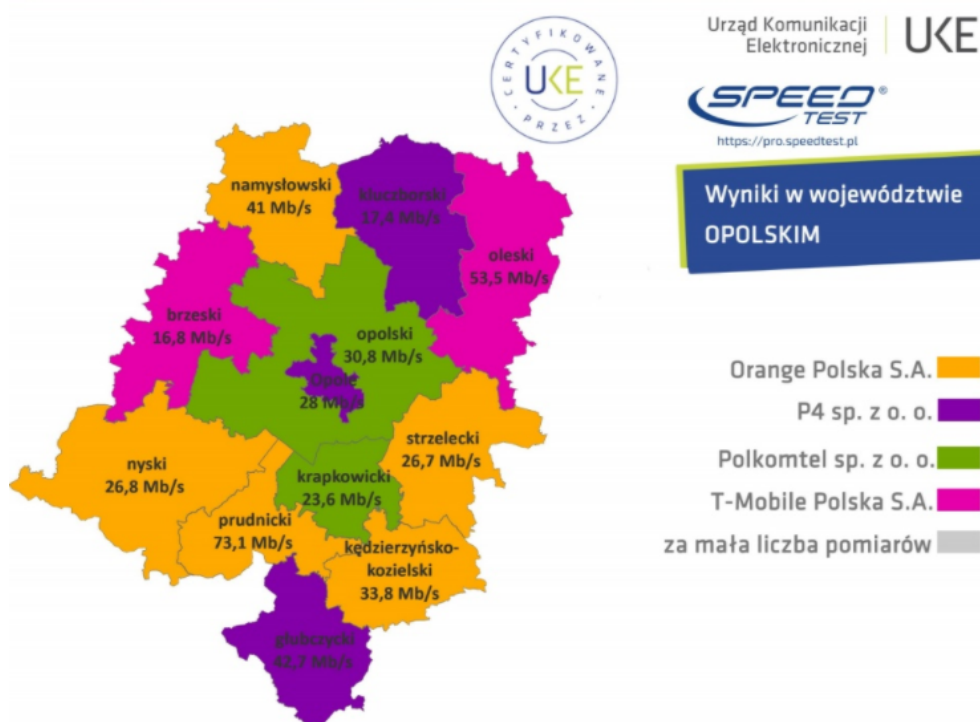 Urząd Komunikacji
Elektronicznej
UKE
CERTYFIKOWANE PRZEZ
UKE
SPEED®
TEST
https://pro.speedtest.pl
Wyniki w województwie
OPOLSKIM
namysłowski
41 Mb/s
kluczborski
17,4 Mb/s
oleski
53,5 Mb/s
brzeski
16,8 Mb/s
opolski
30,8 Mb/s
Opole
28 Mb/s
strzelecki
26,7 Mb/s
nyski
26,8 Mb/s
krapkowicki
23,6 Mb/s
prudnicki
73,1 Mb/s
kędzierzyńsko-
kozielski
33,8 Mb/s
głubczycki
42,7 Mb/s
Orange Polska S.A.
P4 sp. z o. o.
Polkomtel sp. z o. o.
T-Mobile Polska S.A.
za mała liczba pomiarów